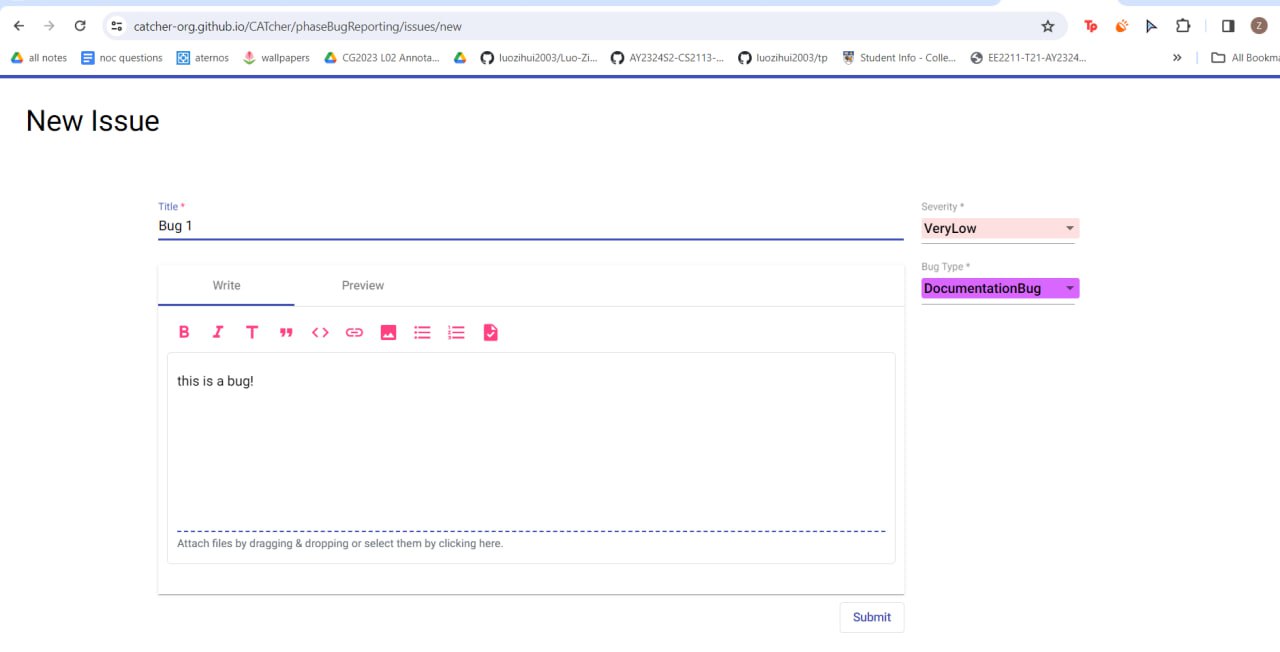 catcher-org.github.io/CATcher/phaseBugReporting/issues/new
Z
all notes noc questions aternos wallpapers CG2023 L02 Annota... luozihui2003/Luo-Zi... AY2324S2-CS2113-... luozihui2003/tp Student Info - Colle... EE2211-T21-AY2324... » All Bookma
New Issue
Title *
Bug 1
Severity *
VeryLow
Bug Type *
DocumentationBug
Write Preview
this is a bug!
Attach files by dragging & dropping or select them by clicking here.
Submit